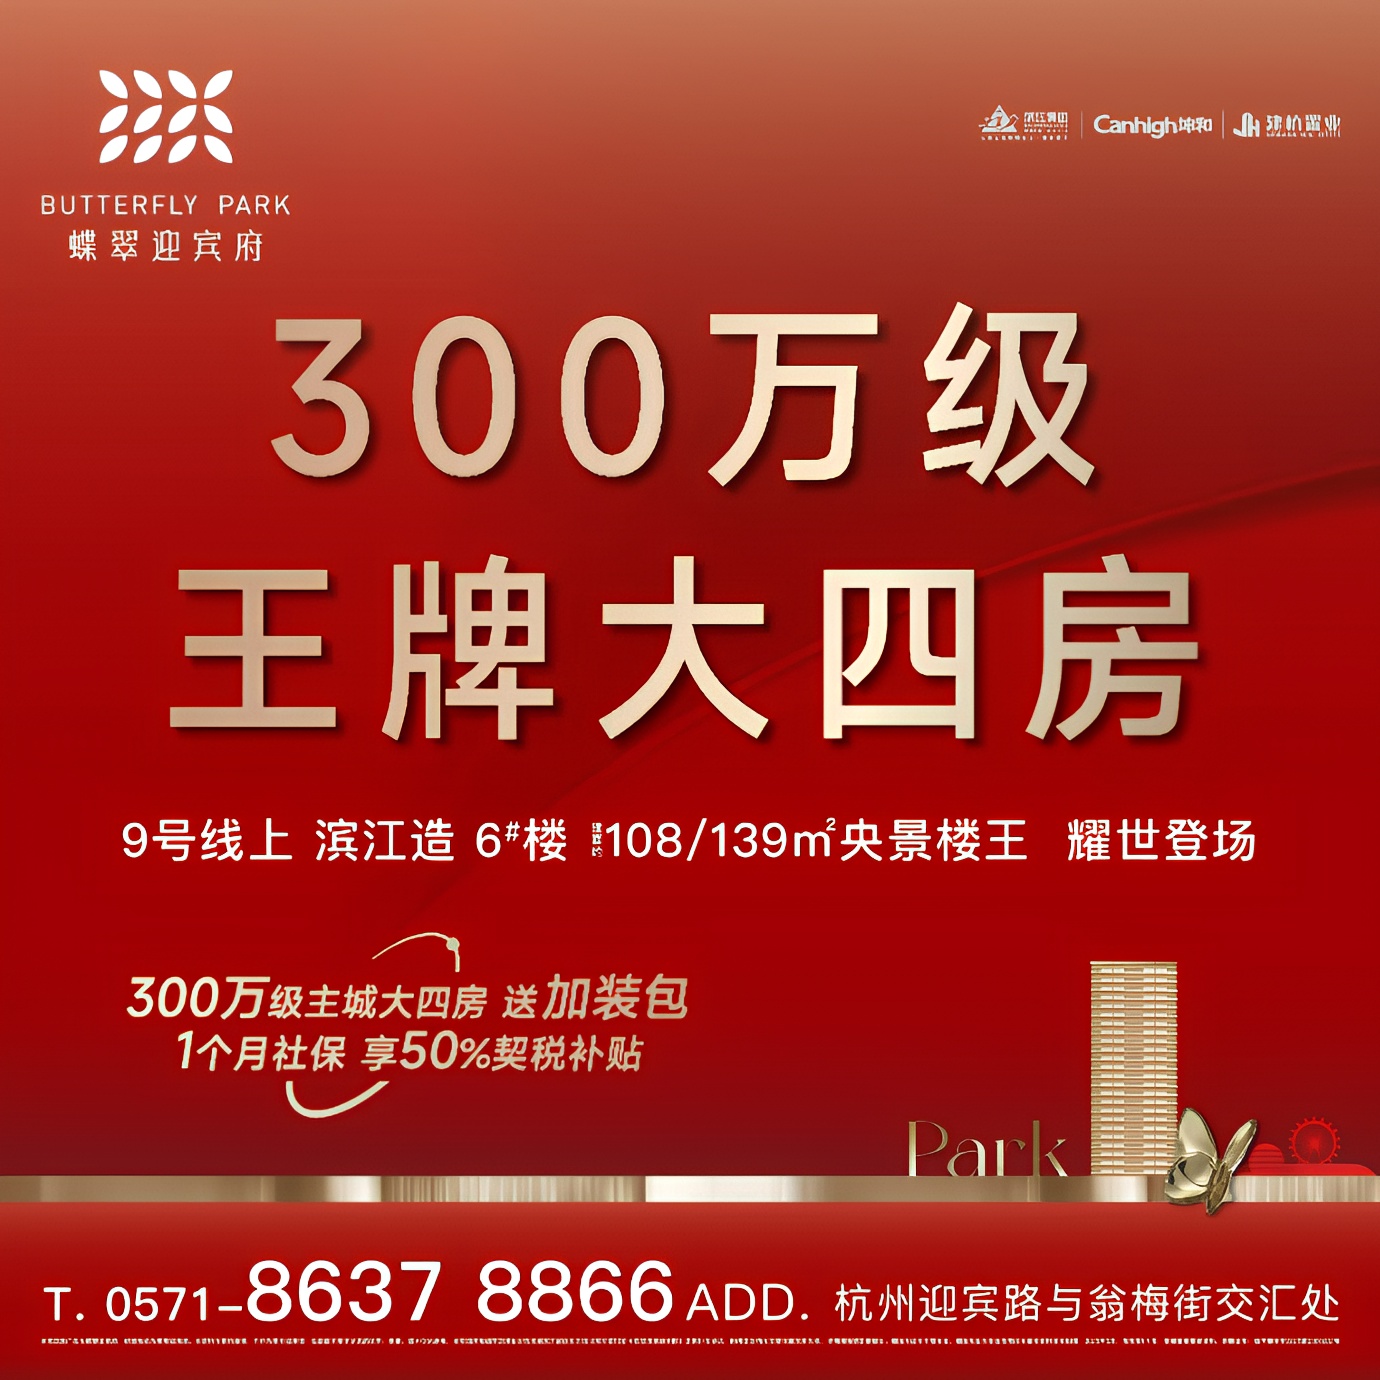 BUTTERFLY PARK
蝶翠迎宾府
Canhigh坤和
300万级
王牌大四房
9号线上 滨江造 6#楼 108/139㎡央景楼王 耀世登场
300万级主城大四房 送加装包
1个月社保 享50%契税补贴
Park
T. 0571-8637 8866 ADD. 杭州迎宾路与翁梅街交汇处